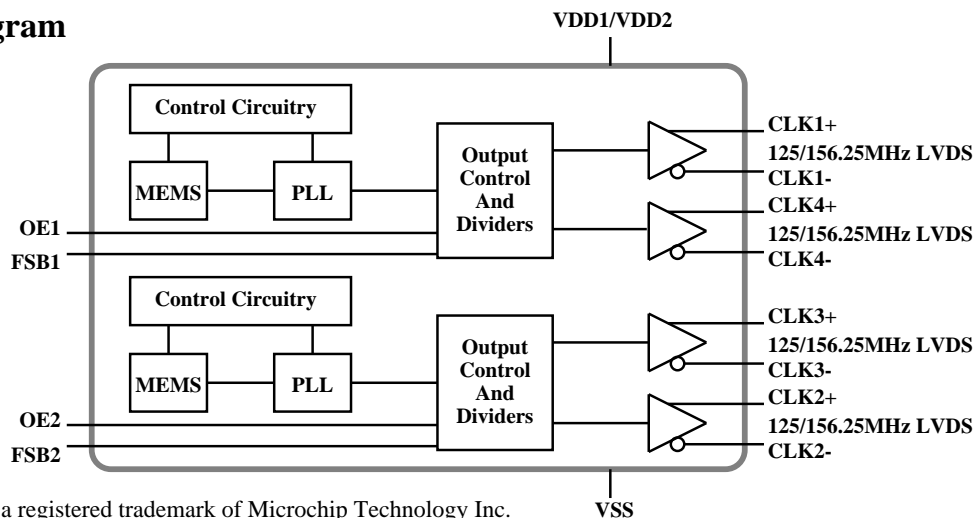 gram
VDD1/VDD2
Control Circuitry
MEMS
PLL
Output
Control
And
Dividers
OE1
FSB1
CLK1+
125/156.25MHz LVDS
CLK1-
CLK4+
125/156.25MHz LVDS
CLK4-
Control Circuitry
MEMS
PLL
Output
Control
And
Dividers
OE2
FSB2
CLK3+
125/156.25MHz LVDS
CLK3-
CLK2+
125/156.25MHz LVDS
CLK2-
VSS
a registered trademark of Microchip Technology Inc.